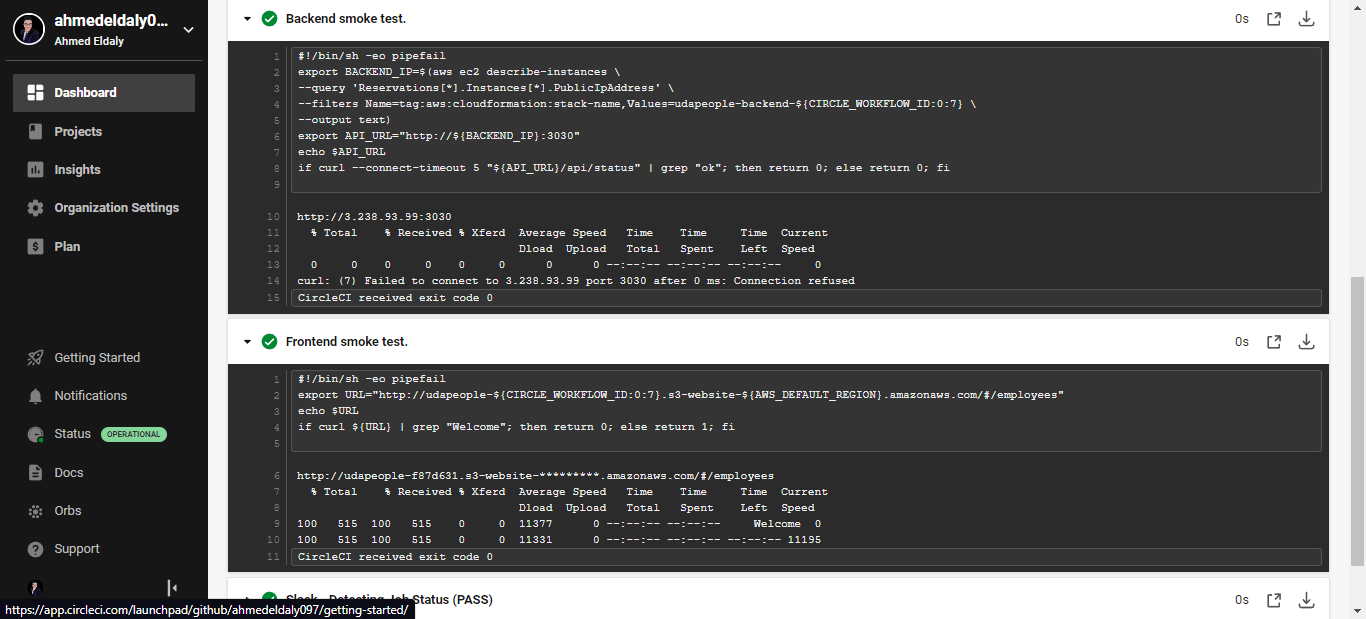 ahmedeldaly0...
Ahmed Eldaly
Dashboard
Projects
Insights
Organization Settings
Plan
Getting Started
Notifications
Status OPERATIONAL
Docs
Orbs
Support
https://app.circleci.com/launchpad/github/ahmedeldaly097/getting-started/
Backend smoke test. 0s
1 #!/bin/sh -eo pipefail
2 export BACKEND_IP=$(aws ec2 describe-instances \
3 --query 'Reservations[*].Instances[*].PublicIpAddress' \
4 --filters Name=tag:aws:cloudformation:stack-name,Values=udapeople-backend-${CIRCLE_WORKFLOW_ID:0:7} \
5 --output text)
6 export API_URL="http://${BACKEND_IP}:3030"
7 echo $API_URL
8 if curl --connect-timeout 5 "${API_URL}/api/status" | grep "ok"; then return 0; else return 0; fi
9
10 http://3.238.93.99:3030
11 % Total % Received % Xferd Average Speed Time Time Time Current
12 Dload Upload Total Spent Left Speed
13 0 0 0 0 0 0 0 0 --:--:-- --:--:-- --:--:-- 0
14 curl: (7) Failed to connect to 3.238.93.99 port 3030 after 0 ms: Connection refused
15 CircleCI received exit code 0
Frontend smoke test. 0s
1 #!/bin/sh -eo pipefail
2 export URL="http://udapeople-${CIRCLE_WORKFLOW_ID:0:7}.s3-website-${AWS_DEFAULT_REGION}.amazonaws.com/#/employees"
3 echo $URL
4 if curl ${URL} | grep "Welcome"; then return 0; else return 1; fi
5
6 http://udapeople-f87d631.s3-website-*********.amazonaws.com/#/employees
7 % Total % Received % Xferd Average Speed Time Time Time Current
8 Dload Upload Total Spent Left Speed
9 100 515 100 515 0 0 11377 0 --:--:-- --:--:-- Welcome 0
10 100 515 100 515 0 0 11331 0 --:--:-- --:--:-- --:--:-- 11195
11 CircleCI received exit code 0
Slack - Detecting Job Status (PASS) 0s